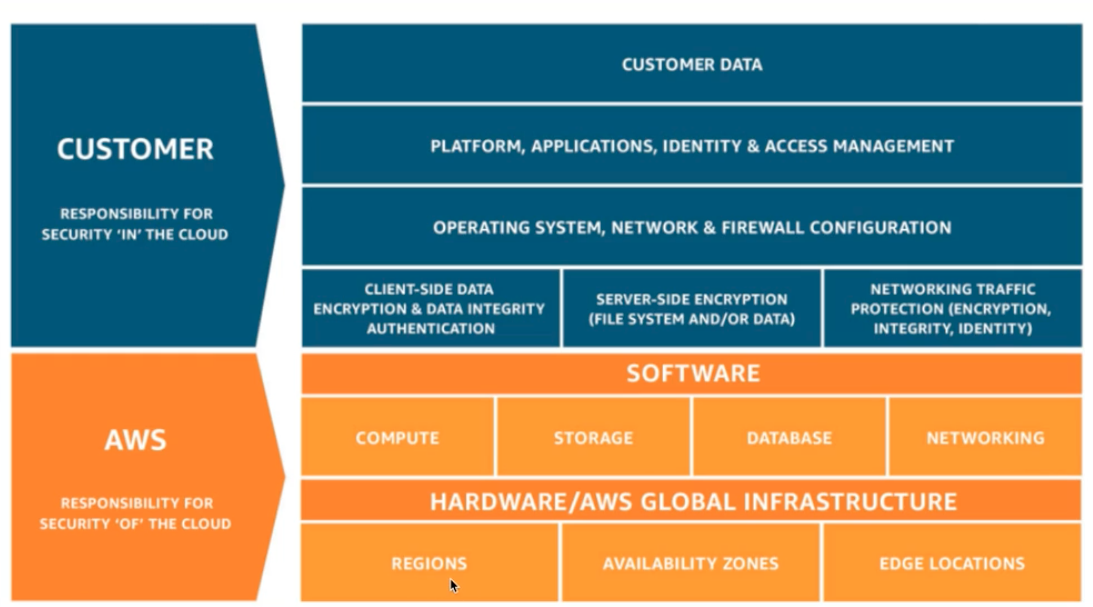 CUSTOMER
RESPONSIBILITY FOR
SECURITY ‘IN’ THE CLOUD
CUSTOMER DATA
PLATFORM, APPLICATIONS, IDENTITY & ACCESS MANAGEMENT
OPERATING SYSTEM, NETWORK & FIREWALL CONFIGURATION
CLIENT-SIDE DATA
ENCRYPTION & DATA INTEGRITY
AUTHENTICATION
SERVER-SIDE ENCRYPTION
(FILE SYSTEM AND/OR DATA)
NETWORKING TRAFFIC
PROTECTION (ENCRYPTION,
INTEGRITY, IDENTITY)
AWS
RESPONSIBILITY FOR
SECURITY ‘OF’ THE CLOUD
SOFTWARE
COMPUTE
STORAGE
DATABASE
NETWORKING
HARDWARE/AWS GLOBAL INFRASTRUCTURE
REGIONS
AVAILABILITY ZONES
EDGE LOCATIONS